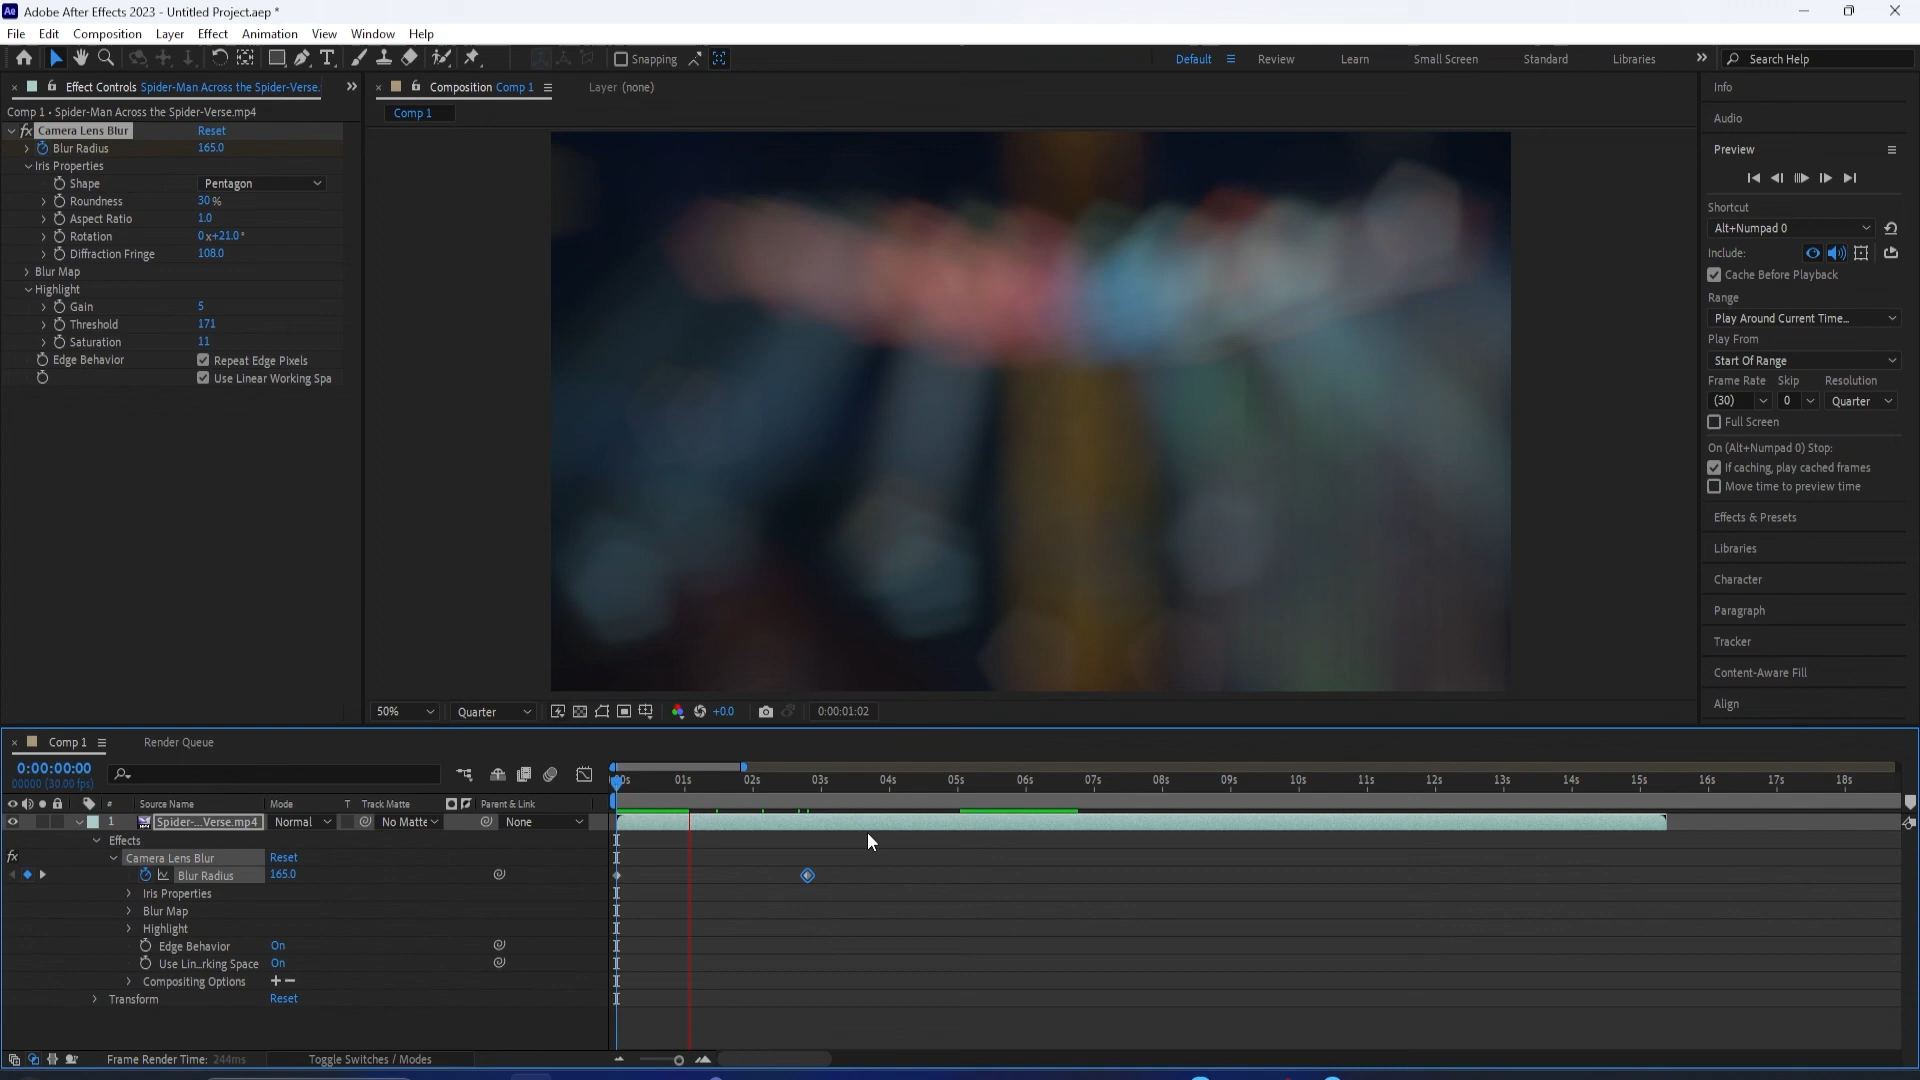 Ae Adobe After Effects 2023 - Untitled Project.aep *
File Edit Composition Layer Effect Animation View Window Help
Snapping
Default Review Learn Small Screen Standard Libraries Search Help
Effect Controls Spider-Man Across the Spider-Verse.
Comp 1 • Spider-Man Across the Spider-Verse.mp4
fx Camera Lens Blur Reset
Blur Radius 165.0
Iris Properties
Shape Pentagon
Roundness 30 %
Aspect Ratio 1.0
Rotation 0x+21.0°
Diffraction Fringe 108.0
Blur Map
Highlight
Gain 5
Threshold 171
Saturation 11
Edge Behavior Repeat Edge Pixels
Use Linear Working Spa
Composition Comp 1 Layer (none)
Comp 1
50% Quarter +0.0 0:00:01:02
Info
Audio
Preview
Shortcut
Alt+Numpad 0
Include:
Cache Before Playback
Range
Play Around Current Time...
Play From
Start Of Range
Frame Rate Skip Resolution
(30) 0 Quarter
Full Screen
On (Alt+Numpad 0) Stop:
If caching, play cached frames
Move time to preview time
Effects & Presets
Libraries
Character
Paragraph
Tracker
Content-Aware Fill
Align
Comp 1 Render Queue
0:00:00:00
00000 (30.00 fps)
00s 01s 02s 03s 04s 05s 06s 07s 08s 09s 10s 11s 12s 13s 14s 15s 16s 17s 18s
# Source Name Mode T Track Matte Parent & Link
1 Spider-...Verse.mp4 Normal No Matte None
Effects
fx Camera Lens Blur Reset
Blur Radius 165.0
Iris Properties
Blur Map
Highlight
Edge Behavior On
Use Lin...rking Space On
Compositing Options + −
Transform Reset
Frame Render Time: 244ms Toggle Switches / Modes